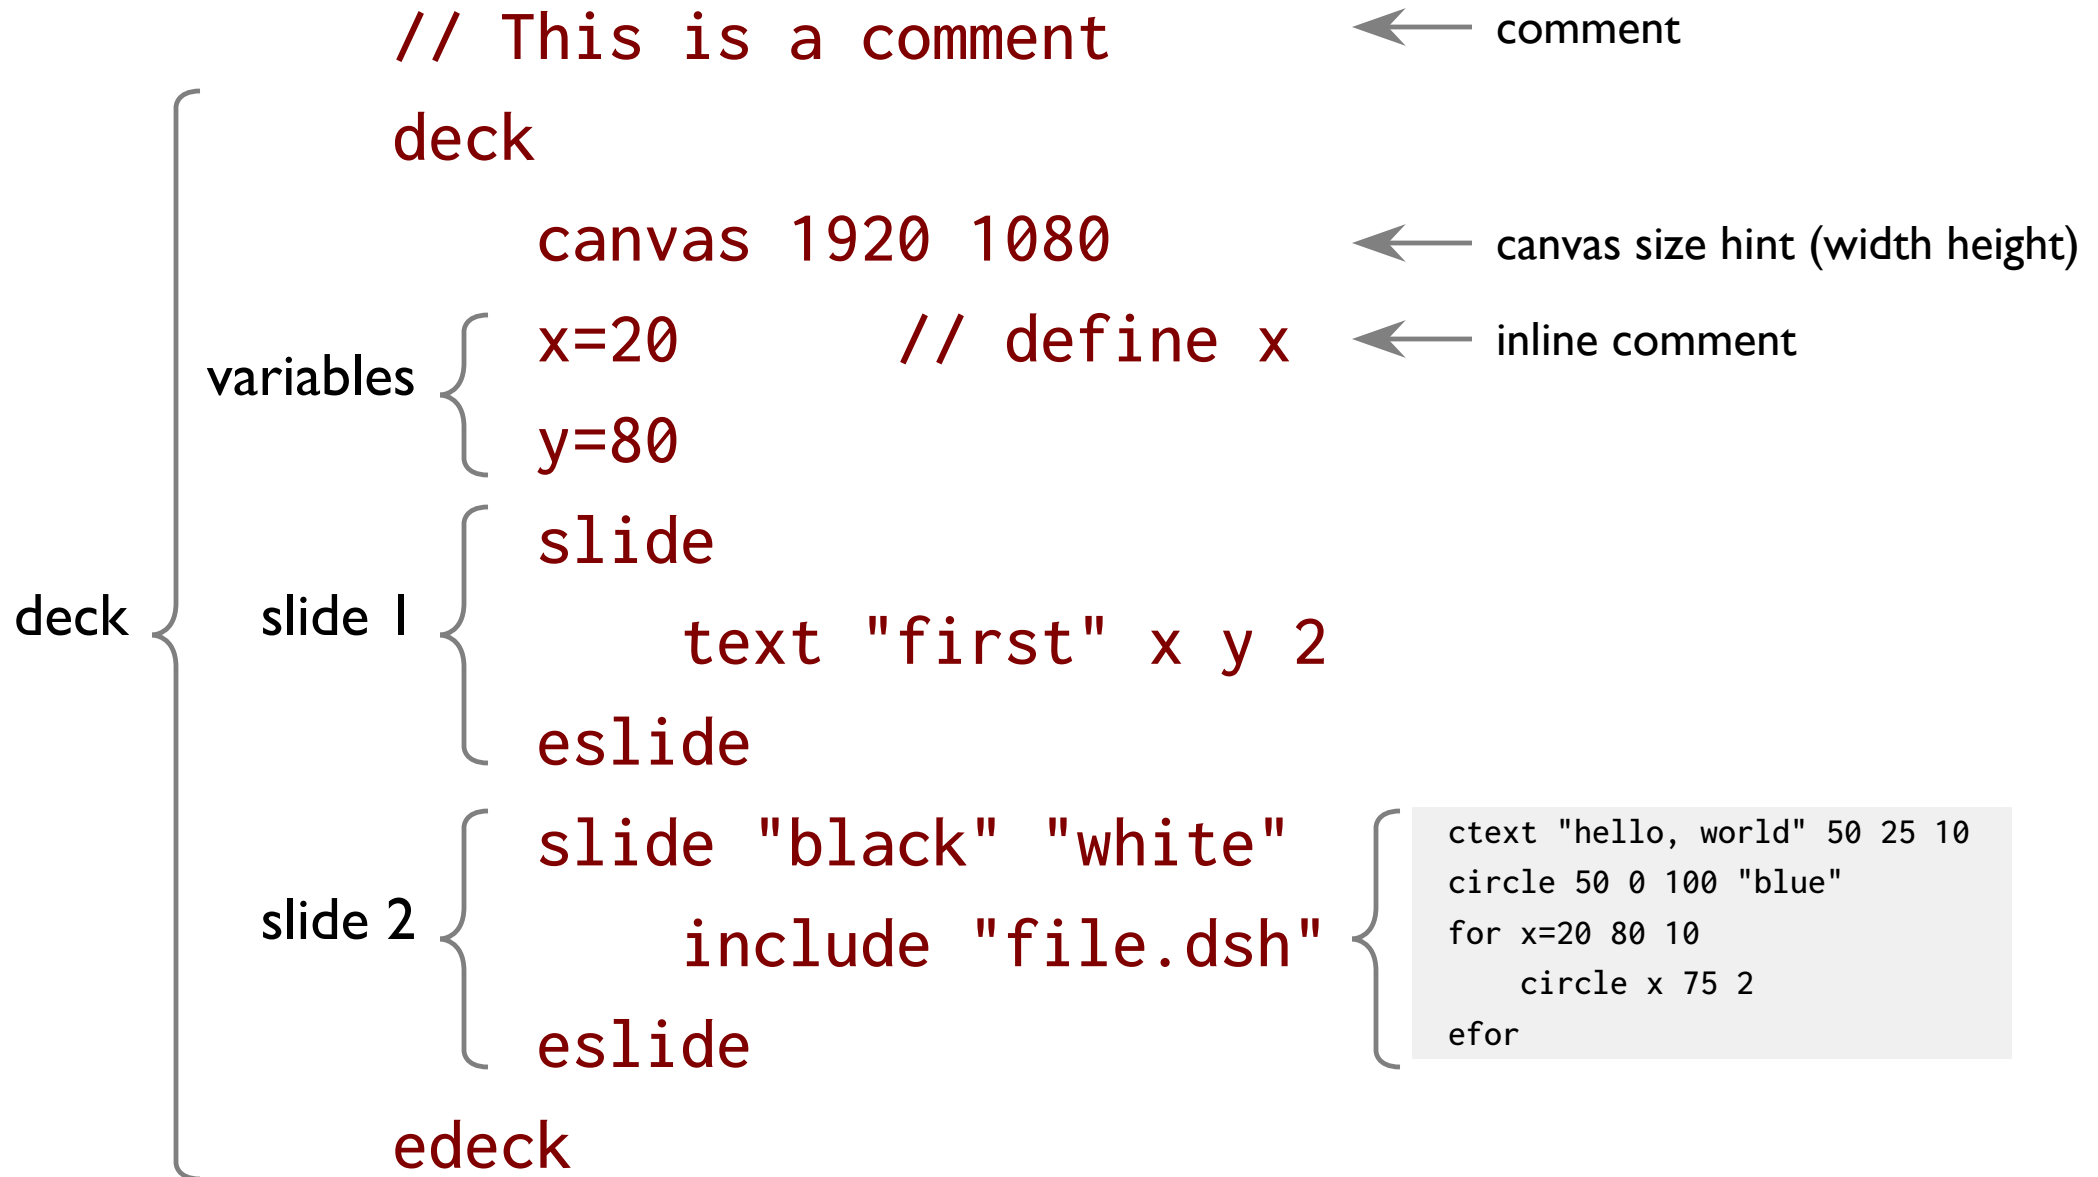 // This is a comment
comment
deck
canvas 1920 1080
canvas size hint (width height)
variables
x=20 // define x
inline comment
y=80
deck
slide 1
slide
text "first" x y 2
eslide
slide 2
slide "black" "white"
include "file.dsh"
eslide
ctext "hello, world" 50 25 10
circle 50 0 100 "blue"
for x=20 80 10
circle x 75 2
efor
edeck